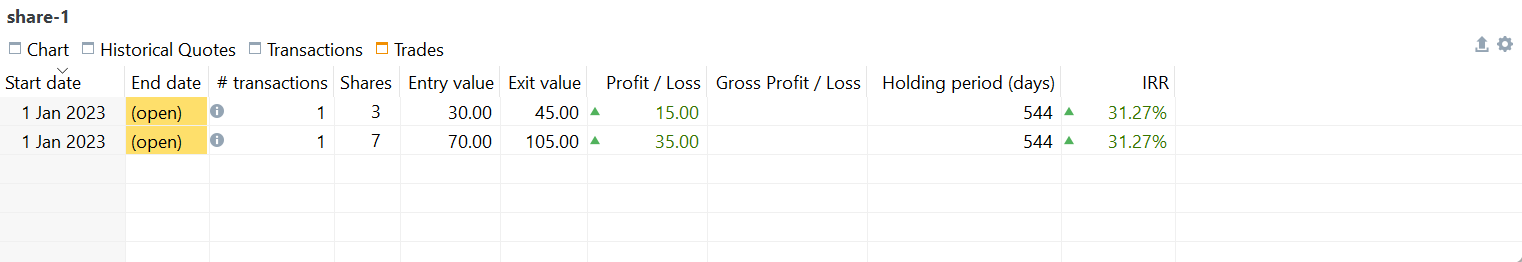 share-1
Chart Historical Quotes Transactions Trades
Start date End date # transactions Shares Entry value Exit value Profit / Loss Gross Profit / Loss Holding period (days) IRR
1 Jan 2023 (open) 1 3 30.00 45.00 15.00 544 31.27%
1 Jan 2023 (open) 1 7 70.00 105.00 35.00 544 31.27%